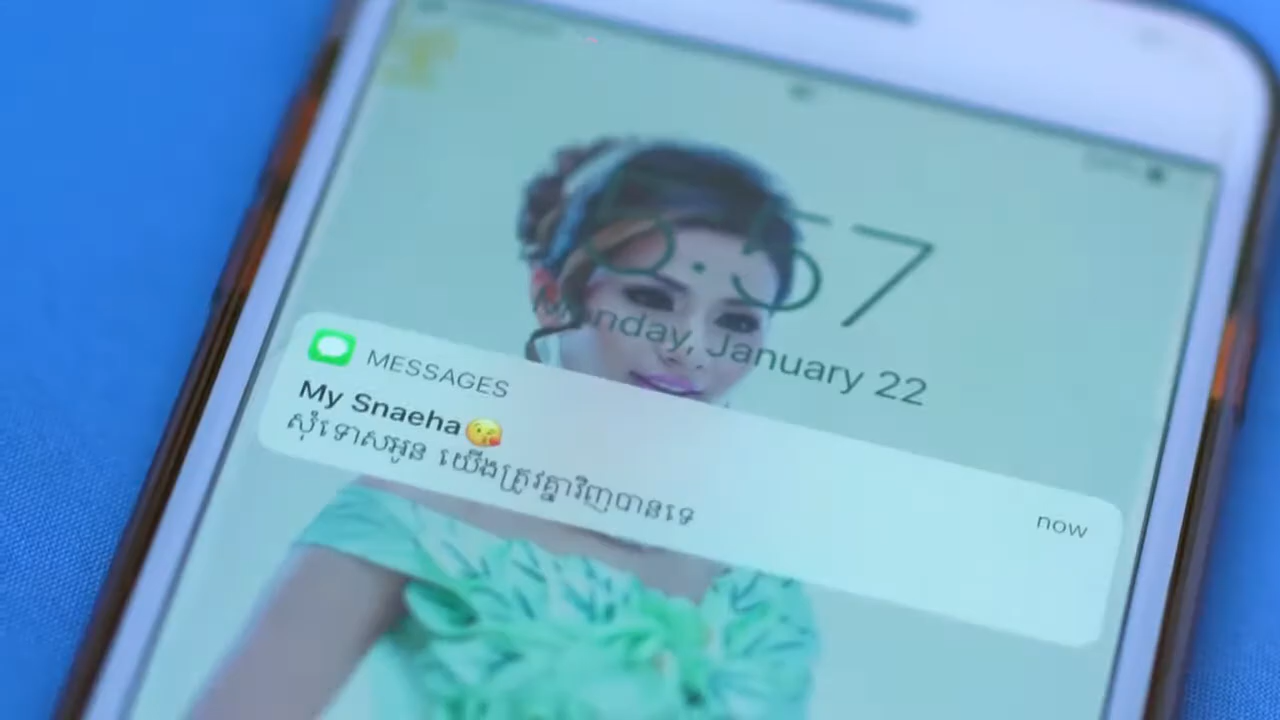 57
Monday, January 22
MESSAGES
My Snaeha😘
សុំទោសអូន យើងត្រូវគ្នាវិញបានទេ
now